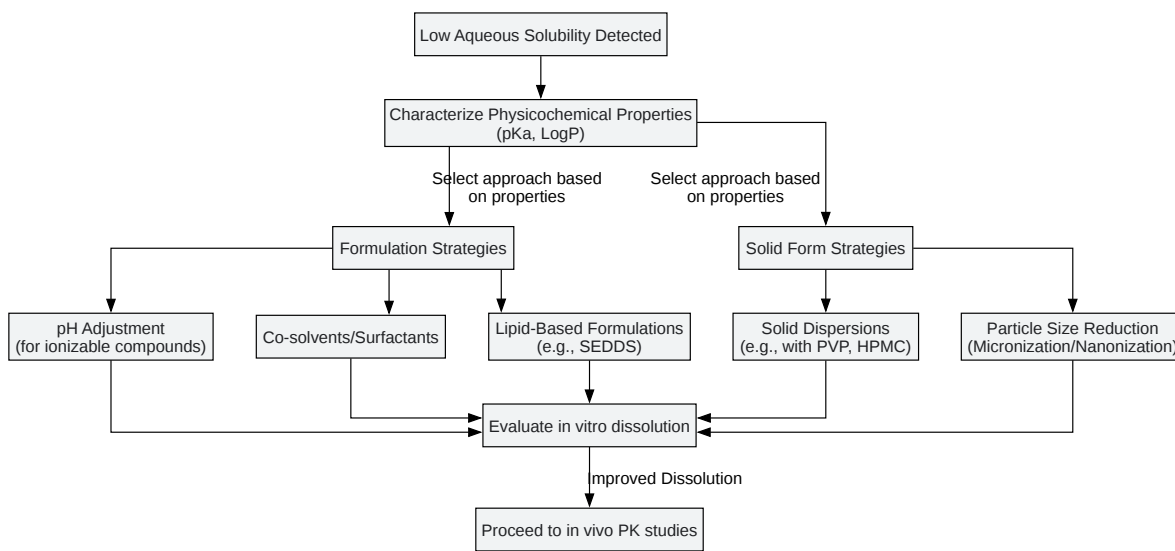 Low Aqueous Solubility Detected
Characterize Physicochemical Properties
(pKa, LogP)
Select approach based
on properties
Select approach based
on properties
Formulation Strategies
Solid Form Strategies
pH Adjustment
(for ionizable compounds)
Co-solvents/Surfactants
Lipid-Based Formulations
(e.g., SEDDS)
Solid Dispersions
(e.g., with PVP, HPMC)
Particle Size Reduction
(Micronization/Nanonization)
Evaluate in vitro dissolution
Improved Dissolution
Proceed to in vivo PK studies